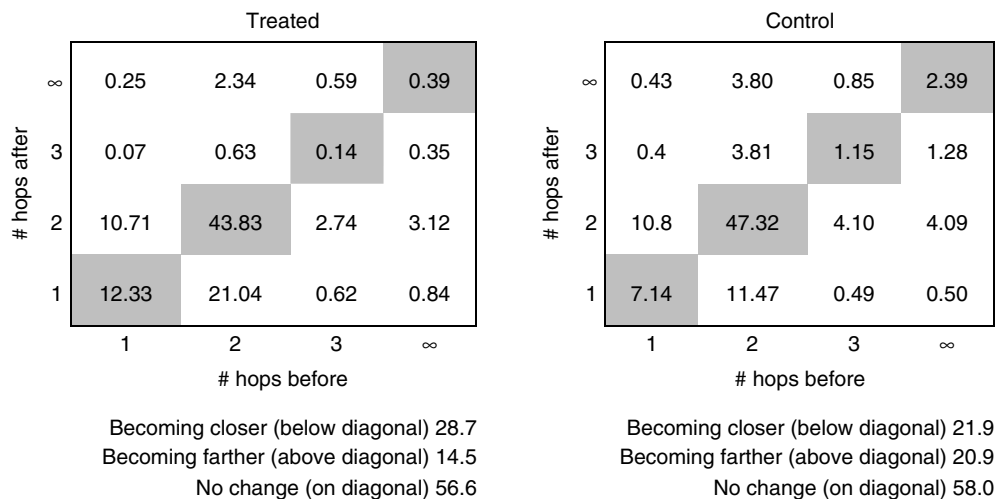 Treated
∞ 0.25 2.34 0.59 0.39
3 0.07 0.63 0.14 0.35
2 10.71 43.83 2.74 3.12
1 12.33 21.04 0.62 0.84
1 2 3 ∞
# hops after
# hops before
Becoming closer (below diagonal) 28.7
Becoming farther (above diagonal) 14.5
No change (on diagonal) 56.6
Control
∞ 0.43 3.80 0.85 2.39
3 0.4 3.81 1.15 1.28
2 10.8 47.32 4.10 4.09
1 7.14 11.47 0.49 0.50
1 2 3 ∞
# hops after
# hops before
Becoming closer (below diagonal) 21.9
Becoming farther (above diagonal) 20.9
No change (on diagonal) 58.0